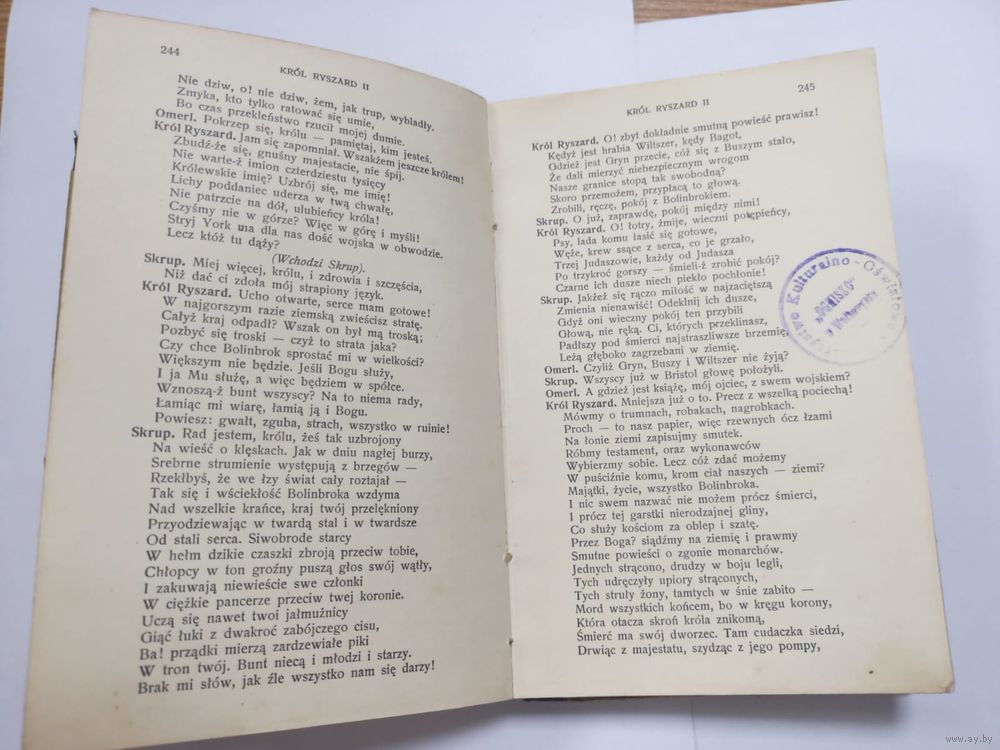 244
KRÓL RYSZARD II
Nie dziw, o! nie dziw, żem, jak trup, wybladły.
Zmyka, kto tylko ratować się umie,
Bo czas przekleństwo rzucił mojej dumie.
Omerl. Pokrzep się, królu — pamiętaj, kim jesteś.
Król Ryszard. Jam się zapomniał. Wszakżem jeszcze królem!
Zbudź-że się, gnuśny majestacie, nie śpij.
Nie warte-ż imion czterdziestu tysięcy
Królewskie imię? Uzbrój się, me imię!
Lichy poddaniec uderza w twą chwałę,
Nie patrzcie na dół, ulubieńcy króla!
Czyśmy nie w górze? Więc w górę i myśli!
Stryj York ma dla nas dość wojska w obwodzie.
Lecz któż tu dąży?
(Wchodzi Skrup).
Skrup. Miej więcej, królu, i zdrowia i szczęścia,
Niż dać ci zdoła mój strapiony język.
Król Ryszard. Ucho otwarte, serce mam gotowe!
W najgorszym razie ziemską zwieścisz stratę.
Całyż kraj odpadł? Wszak on był mą troską;
Pozbyć się troski — czyż to strata jaka?
Czy chce Bolinbrok sprostać mi w wielkości?
Większym nie będzie. Jeśli Bogu służy,
I ja Mu służę, a więc będziem w spółce.
Wznoszą-ż bunt wszyscy? Na to niema rady,
Łamiąc mi wiarę, łamią ją i Bogu.
Powiesz: gwałt, zguba, strach, wszystko w ruinie!
Skrup. Rad jestem, królu, żeś tak uzbrojony
Na wieść o klęskach. Jak w dniu nagłej burzy,
Srebrne strumienie występują z brzegów —
Rzekłbyś, że we łzy świat cały roztajał —
Tak się i wściekłość Bolinbroka wzdyma
Nad wszelkie krańce, kraj twój przelękniony
Przyodziewając w twardą stal i w twardsze
Od stali serca. Siwobrode starcy
W hełm dzikie czaszki zbroją przeciw tobie,
Chłopcy w ton groźny puszą głos swój wątły,
I zakuwają niewieście swe członki
W ciężkie pancerze przeciw twej koronie.
Uczą się nawet twoi jałmużnicy
Giąć łuki z dwakroć zabójczego cisu,
Ba! prządki mierzą zardzewiałe piki
W tron twój. Bunt niecą i młodzi i starzy.
Brak mi słów, jak źle wszystko nam się darzy!
KRÓL RYSZARD II
245
Król Ryszard. O! zbyt dokładnie smutną powieść prawisz!
Kędyż jest hrabia Wiltszer, kędy Bagot,
Gdzież jest Gryn przecie, cóż się z Buszym stało,
Że dali mierzyć niebezpiecznym wrogom
Nasze granice stopą tak swobodną?
Skoro przemożem, przypłacą to głową.
Zrobili, ręczę, pokój z Bolinbrokiem.
Skrup. O już, zaprawdę, pokój między nimi!
Król Ryszard. O! łotry, żmije, wieczni potępieńcy,
Psy, lada komu łasić się gotowe,
Węże, krew ssące z serca, co je grzało,
Trzej Judaszowie, każdy od Judasza
Po trzykroć gorszy — śmieli-ż zrobić pokój?
Czarne ich dusze niech piekło pochłonie!
Skrup. Jakżeż się rączo miłość w najzaciętszą
Zmienia nienawiść! Odeklnij ich dusze,
Gdyż oni wieczny pokój ten przybili
Głową, nie ręką. Ci, których przeklinasz,
Padłszy pod śmierci najstraszliwsze brzemię,
Leżą głęboko zagrzebani w ziemię.
Omerl. Czyliż Gryn, Buszy i Wiltszer nie żyją?
Skrup. Wszyscy już w Bristol głowę położyli.
Omerl. A gdzież jest książę, mój ojciec, z swem wojskiem?
Król Ryszard. Mniejsza już o to. Precz z wszelką pociechą!
Mówmy o trumnach, robakach, nagrobkach.
Proch — to nasz papier, więc rzewnych ócz łzami
Na łonie ziemi zapisujmy smutek.
Róbmy testament, oraz wykonawców
Wybierzmy sobie. Lecz cóż zdać możemy
W puściźnie komu, krom ciał naszych — ziemi?
Majątki, życie, wszystko Bolinbroka.
I nic swem nazwać nie możem prócz śmierci,
I prócz tej garstki nierodzajnej gliny,
Co służy kościom za oblep i szatę.
Przez Boga? siądźmy na ziemię i prawmy
Smutne powieści o zgonie monarchów.
Jednych strącono, drudzy w boju legli,
Tych udręczyły upiory strąconych,
Tych struły żony, tamtych w śnie zabito —
Mord wszystkich końcem, bo w kręgu korony,
Która otacza skroń króla znikomą,
Śmierć ma swój dworzec. Tam cudaczka siedzi,
Drwiąc z majestatu, szydząc z jego pompy,
Kulturalno - Oświatowe
"OGNISKO"
www.ay.by